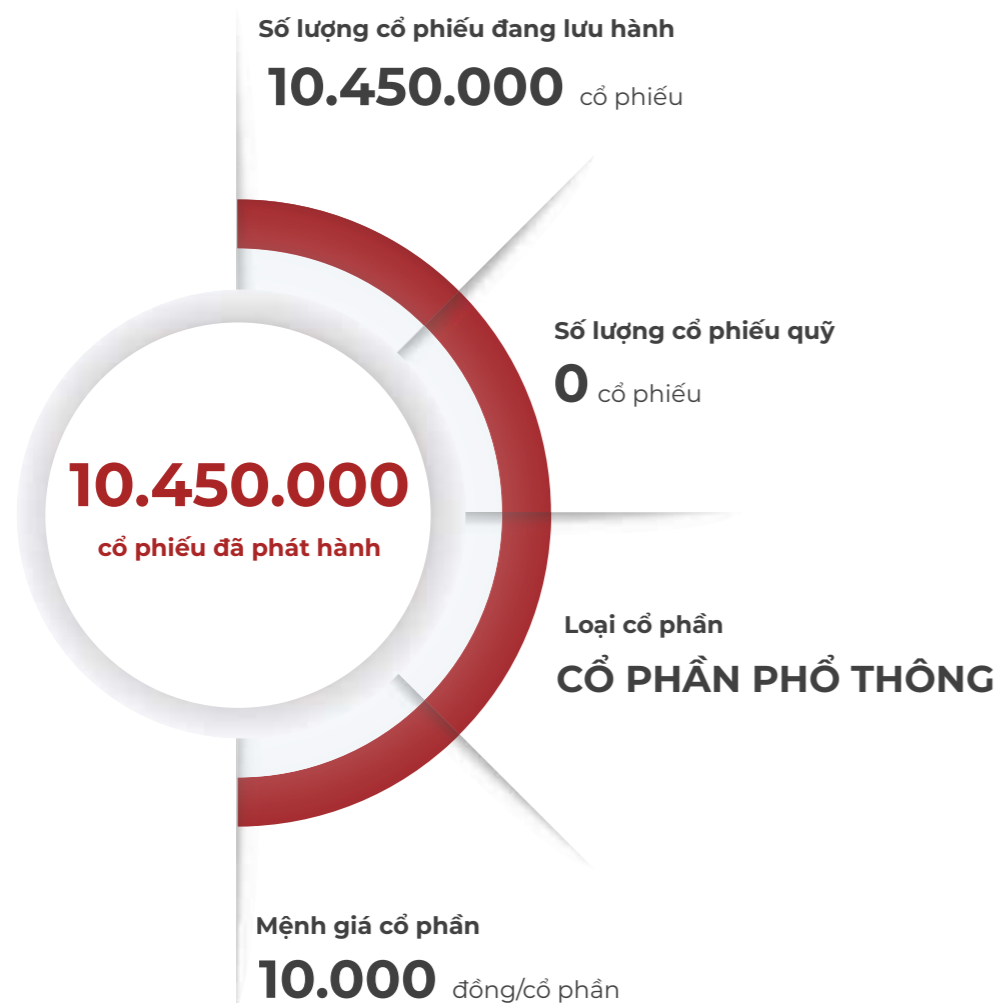 Số lượng cổ phiếu đang lưu hành
10.450.000 cổ phiếu
Số lượng cổ phiếu quỹ
0 cổ phiếu
10.450.000
cổ phiếu đã phát hành
Loại cổ phần
CỔ PHẦN PHỔ THÔNG
Mệnh giá cổ phần
10.000 đồng/cổ phần